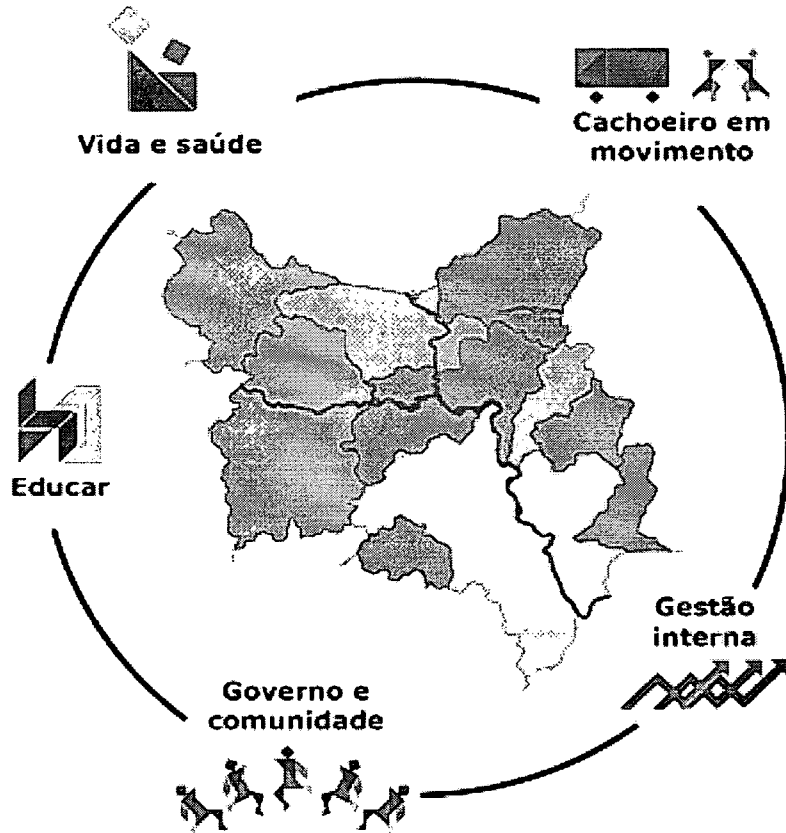 Vida e saúde
Cachoeiro em
movimento
Educar
Gestão
interna
Governo e
comunidade